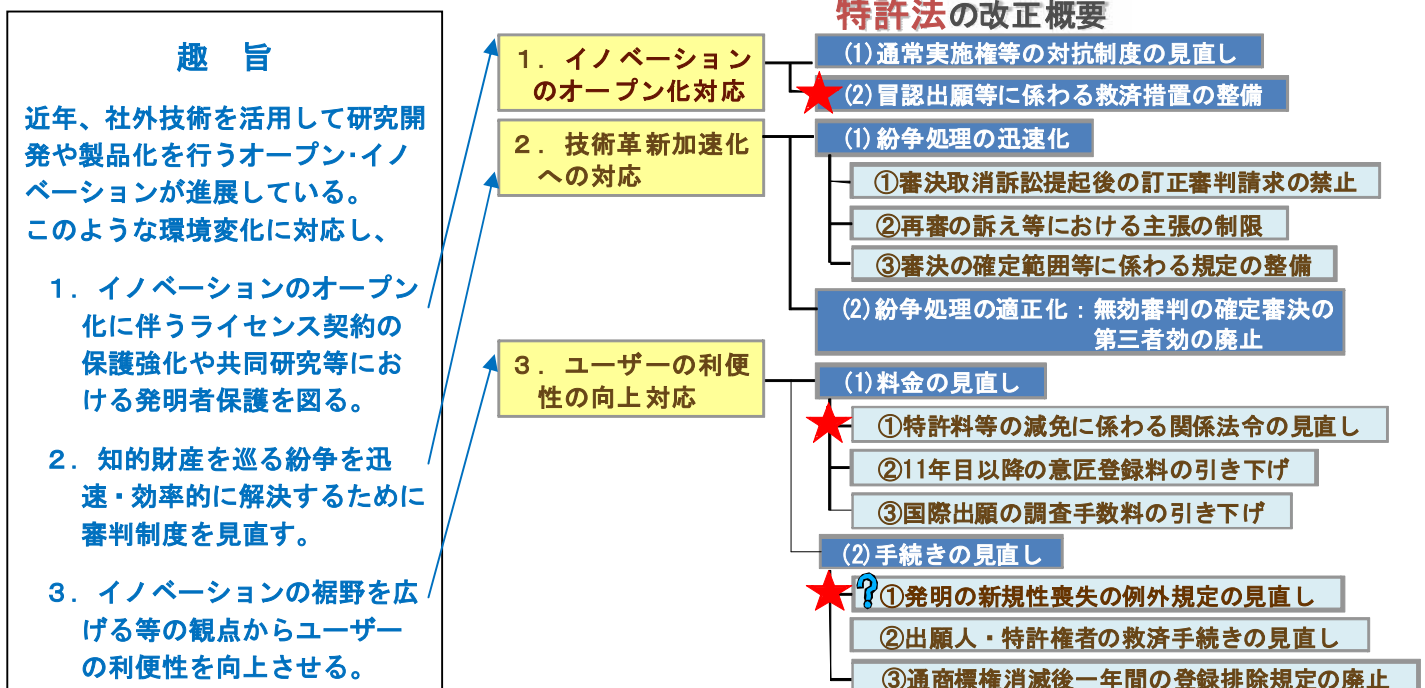 特許法の改正概要
趣 旨
近年、社外技術を活用して研究開
発や製品化を行うオープン･イノ
ベーションが進展している。
このような環境変化に対応し、
1．イノベーションのオープン
化に伴うライセンス契約の
保護強化や共同研究等にお
ける発明者保護を図る。
2．知的財産を巡る紛争を迅
速・効率的に解決するために
審判制度を見直す。
3．イノベーションの裾野を広
げる等の観点からユーザー
の利便性を向上させる。
1．イノベーション
のオープン化対応
(1)通常実施権等の対抗制度の見直し
(2)冒認出願等に係わる救済措置の整備
2．技術革新加速化
への対応
(1)紛争処理の迅速化
①審決取消訴訟提起後の訂正審判請求の禁止
②再審の訴え等における主張の制限
③審決の確定範囲等に係わる規定の整備
(2)紛争処理の適正化：無効審判の確定審決の
第三者効の廃止
3．ユーザーの利便
性の向上対応
(1)料金の見直し
①特許料等の減免に係わる関係法令の見直し
②11年目以降の意匠登録料の引き下げ
③国際出願の調査手数料の引き下げ
(2)手続きの見直し
?①発明の新規性喪失の例外規定の見直し
②出願人・特許権者の救済手続きの見直し
③通商標権消滅後一年間の登録排除規定の廃止